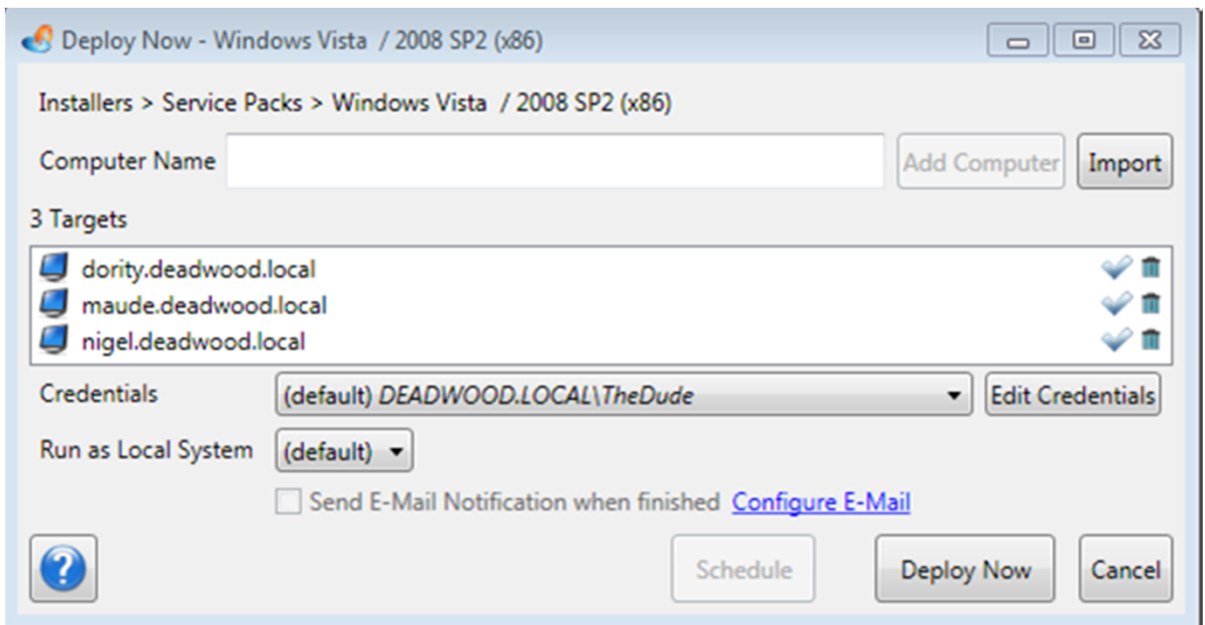 Deploy Now - Windows Vista / 2008 SP2 (x86)
Installers > Service Packs > Windows Vista / 2008 SP2 (x86)
Computer Name Add Computer Import
3 Targets
dority.deadwood.local
maude.deadwood.local
nigel.deadwood.local
Credentials (default) DEADWOOD.LOCAL\TheDude Edit Credentials
Run as Local System (default)
Send E-Mail Notification when finished Configure E-Mail
? Schedule Deploy Now Cancel